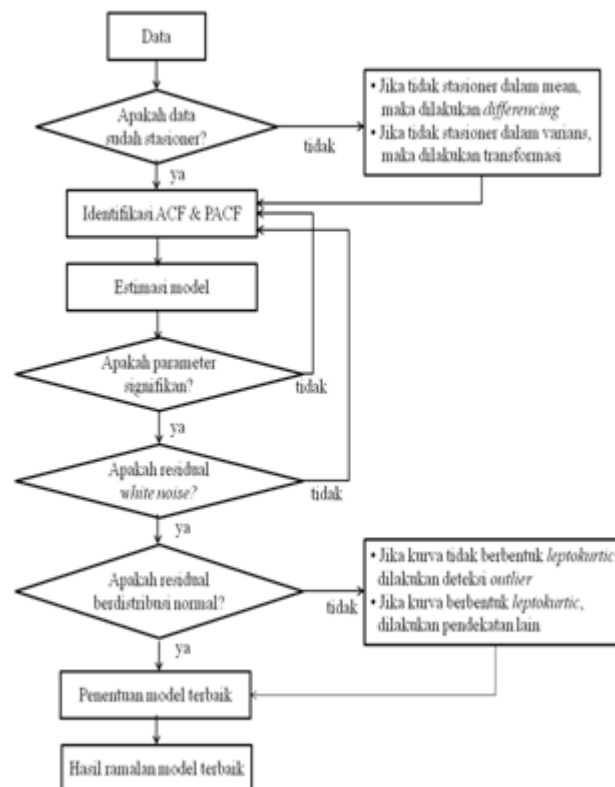 Data
Apakah data
sudah stasioner?
tidak
• Jika tidak stasioner dalam mean,
maka dilakukan differencing
• Jika tidak stasioner dalam varians,
maka dilakukan transformasi
ya
Identifikasi ACF & PACF
Estimasi model
Apakah parameter
signifikan?
tidak
ya
Apakah residual
white noise?
tidak
ya
Apakah residual
berdistribusi normal?
tidak
• Jika kurva tidak berbentuk leptokurtic,
dilakukan deteksi outlier
• Jika kurva berbentuk leptokurtic,
dilakukan pendekatan lain
ya
Penentuan model terbaik
Hasil ramalan model terbaik